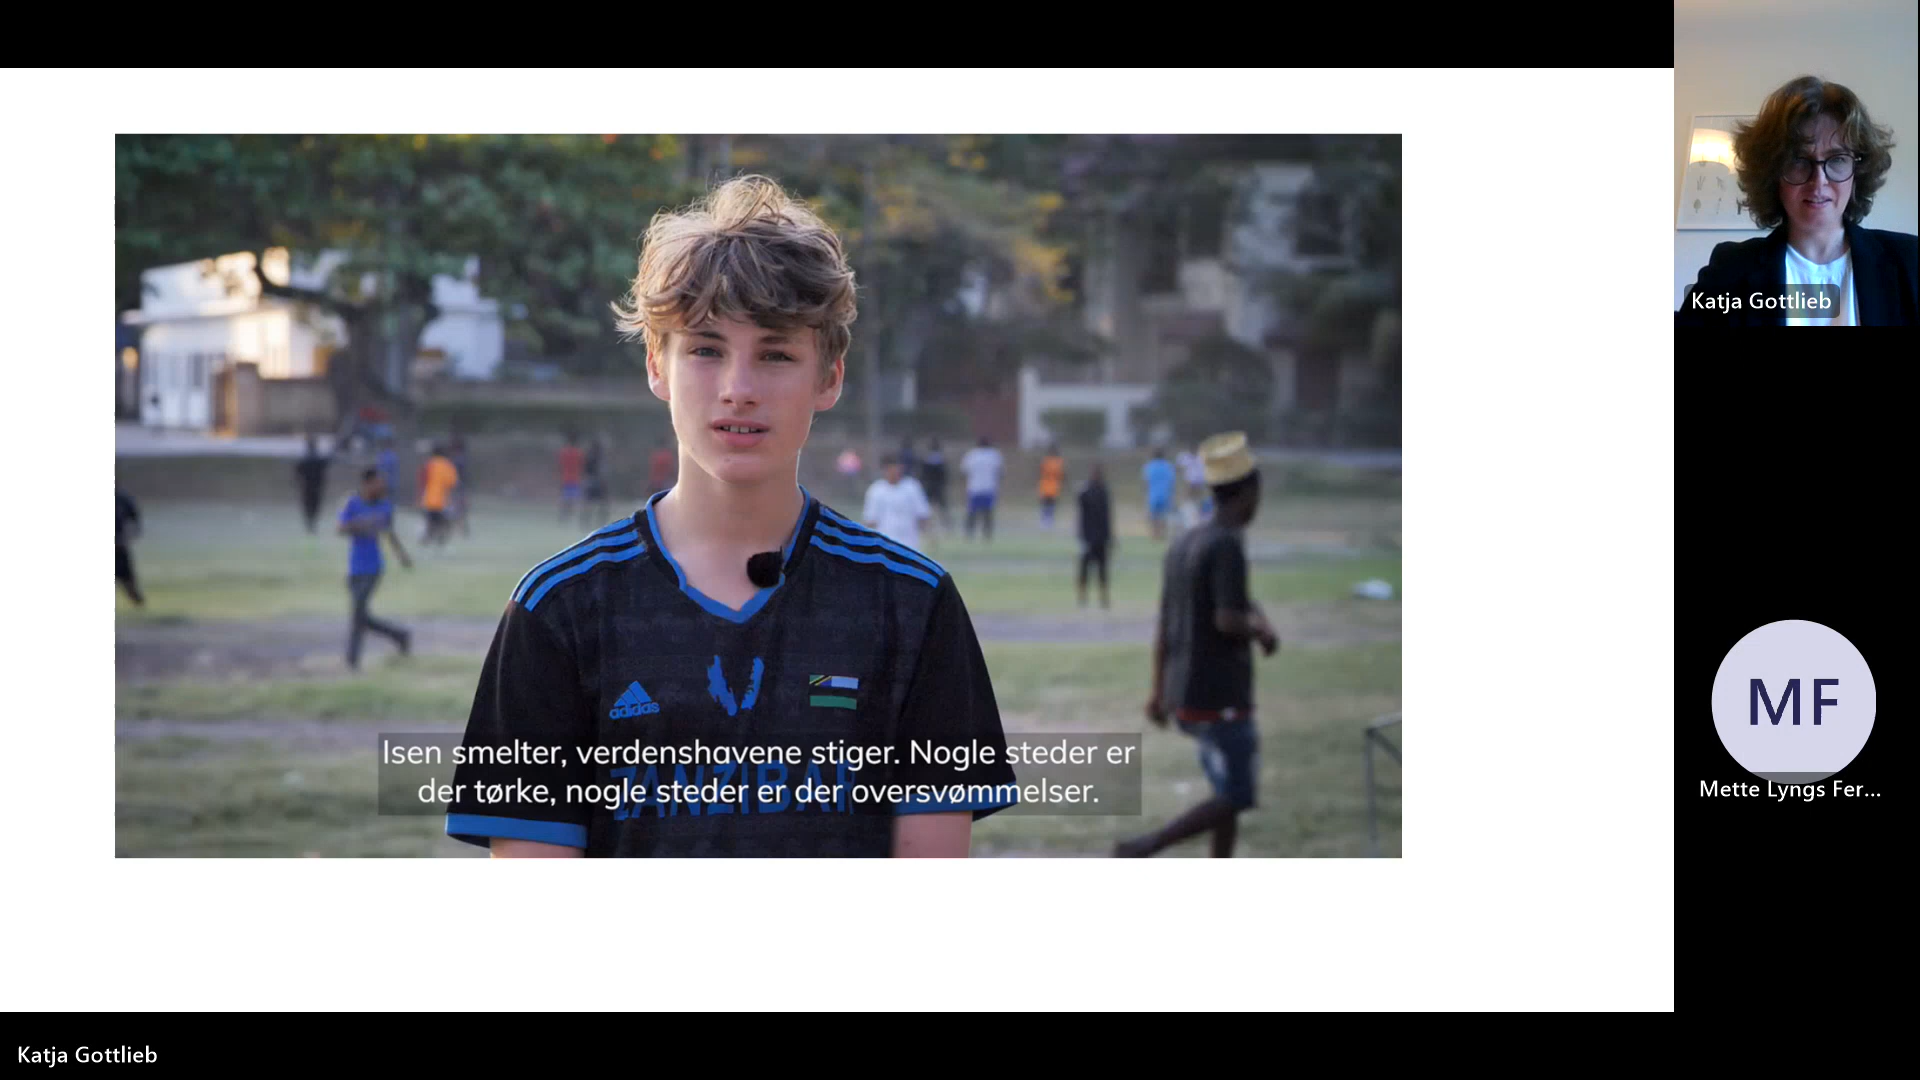 Isen smelter, verdenshavene stiger. Nogle steder er
der tørke, nogle steder er der oversvømmelser.
adidas
ZANZIBAR
Katja Gottlieb
MF
Mette Lyngs Fer...
Katja Gottlieb